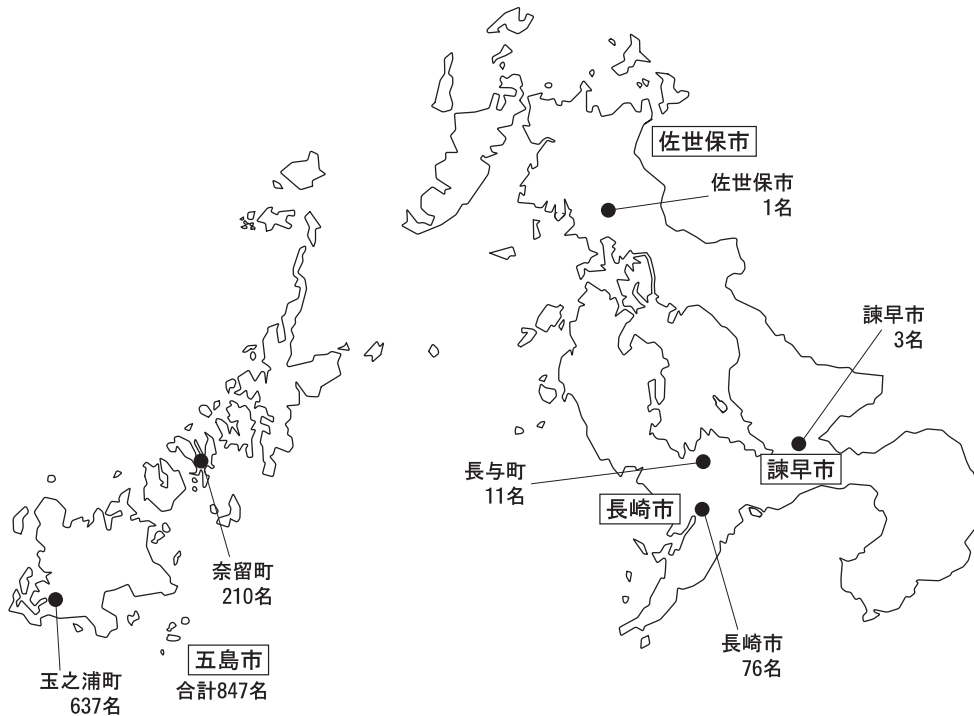 佐世保市
佐世保市
1名
諫早市
3名
諫早市
長与町
11名
長崎市
長崎市
76名
奈留町
210名
五島市
合計847名
玉之浦町
637名